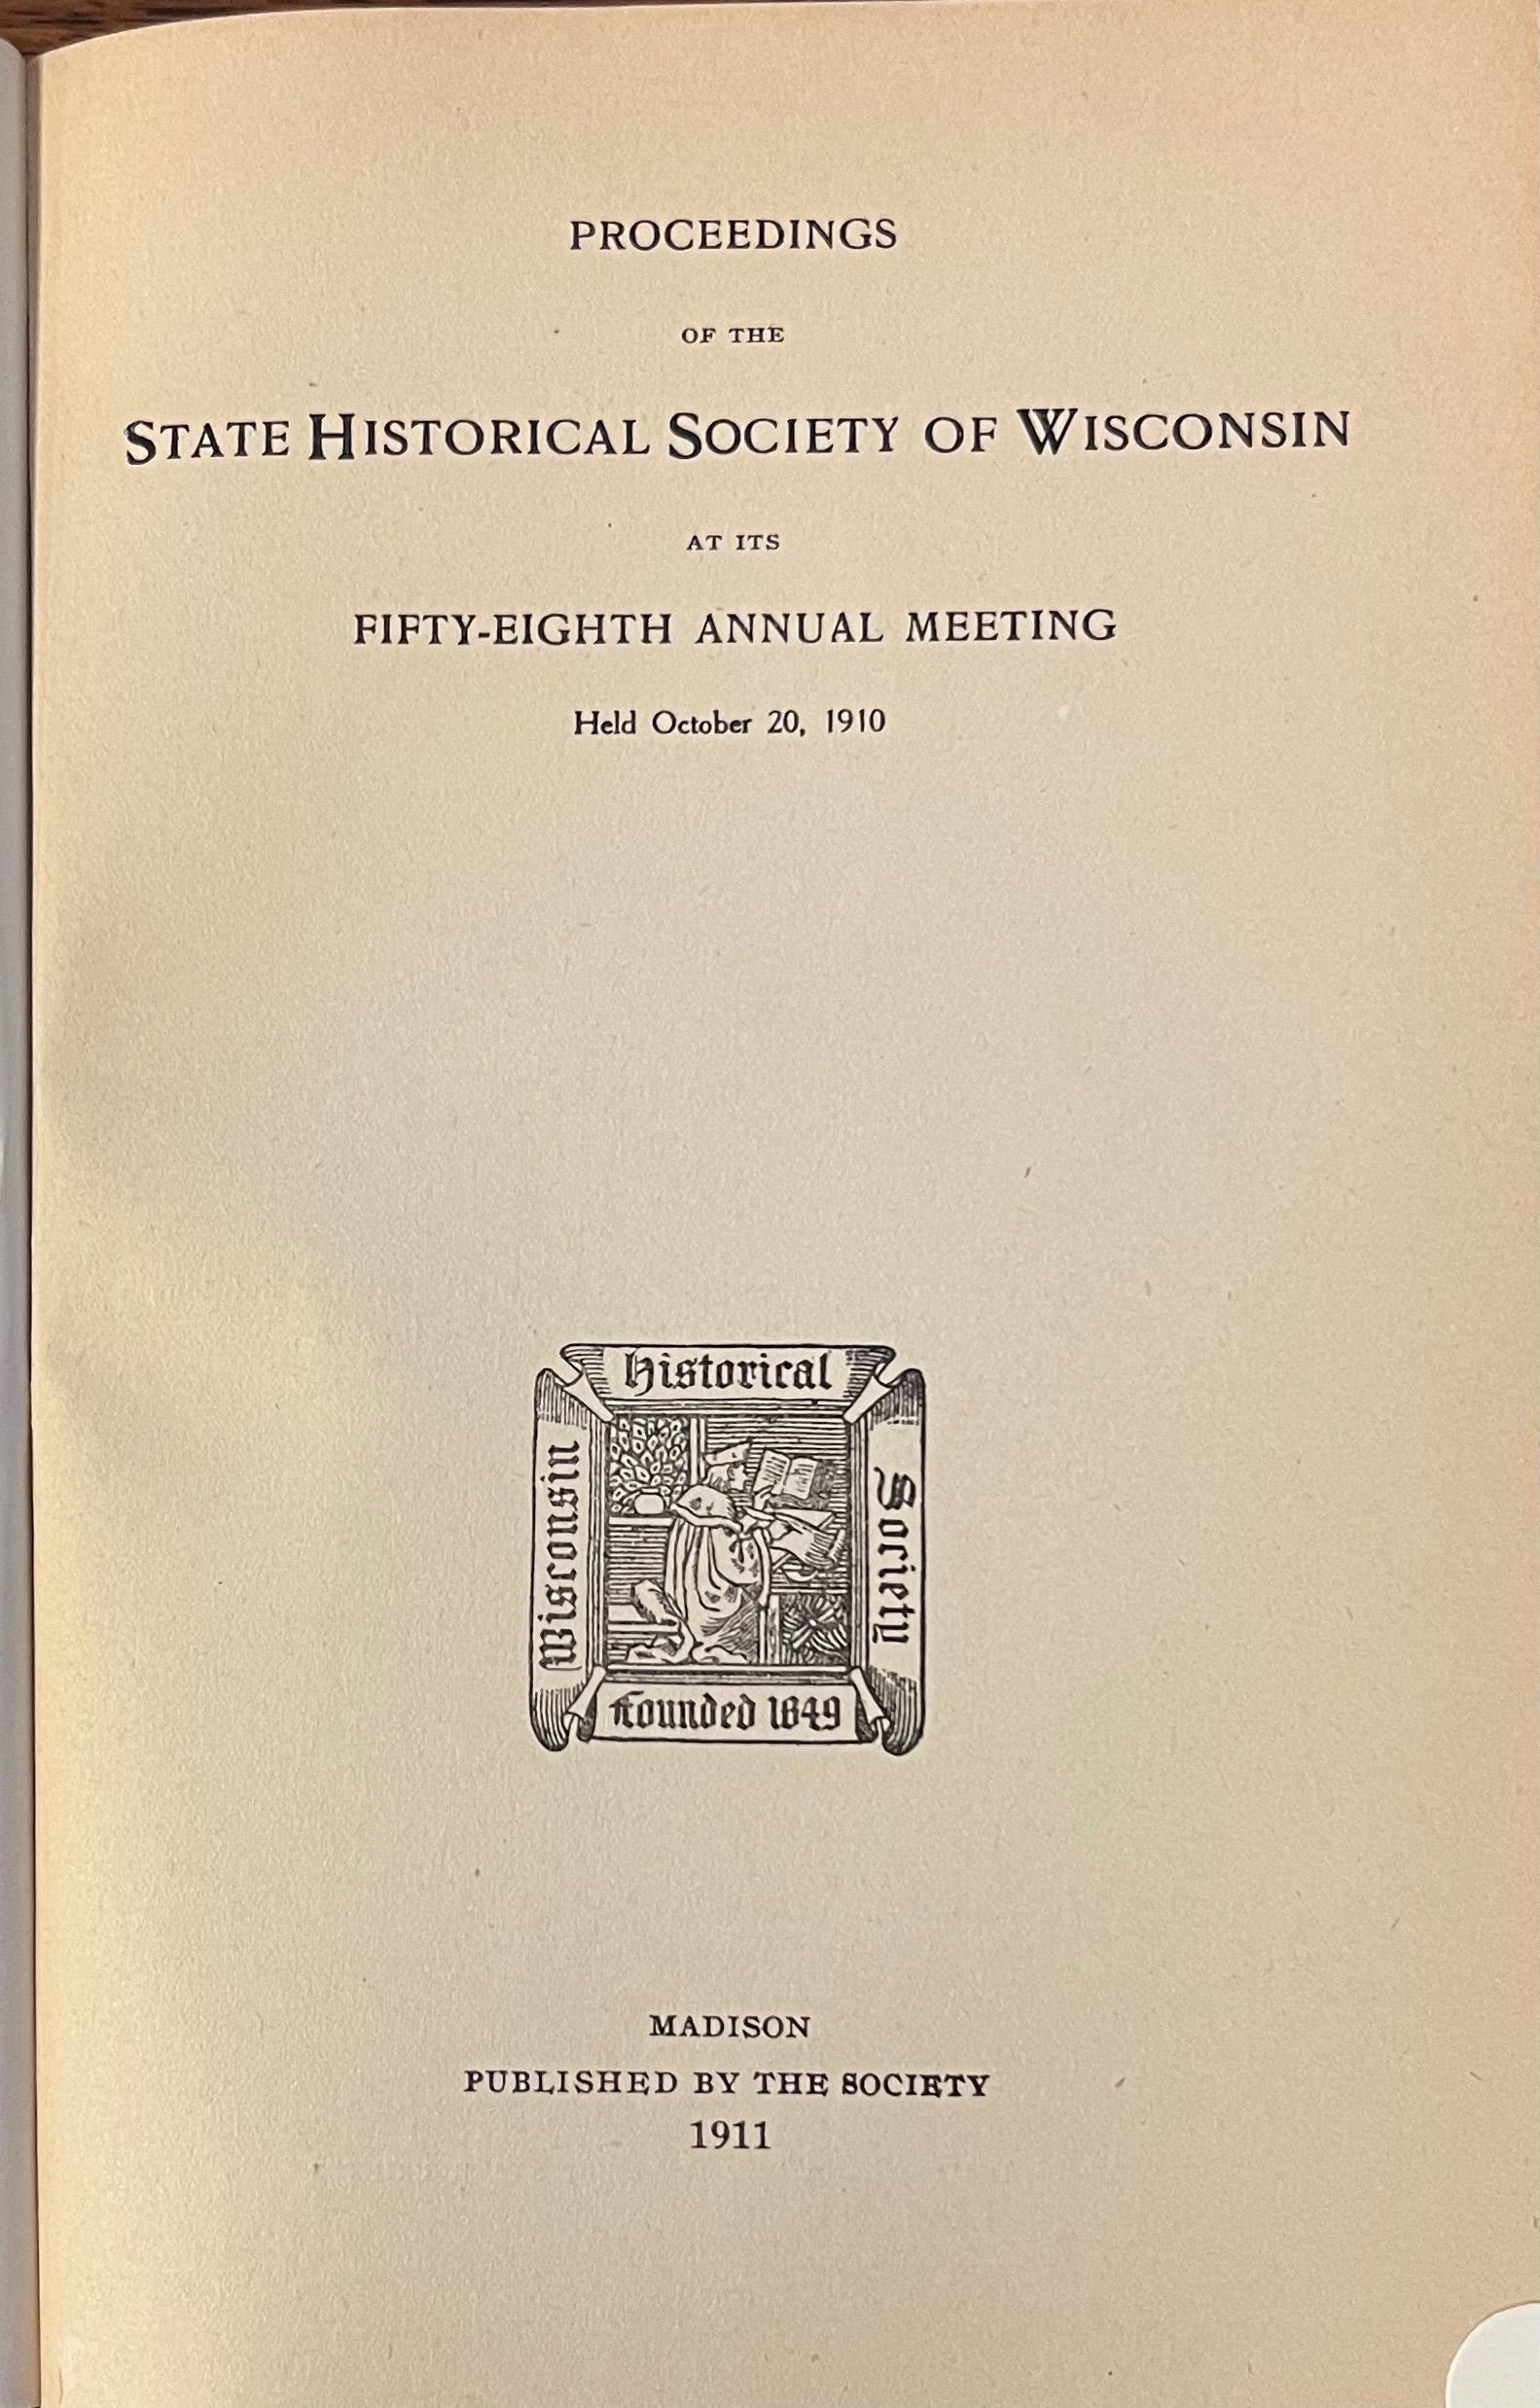 PROCEEDINGS
OF THE
STATE HISTORICAL SOCIETY OF WISCONSIN
AT ITS
FIFTY-EIGHTH ANNUAL MEETING
Held October 20, 1910
Historical
Wisconsin
Society
Founded 1849
MADISON
PUBLISHED BY THE SOCIETY
1911